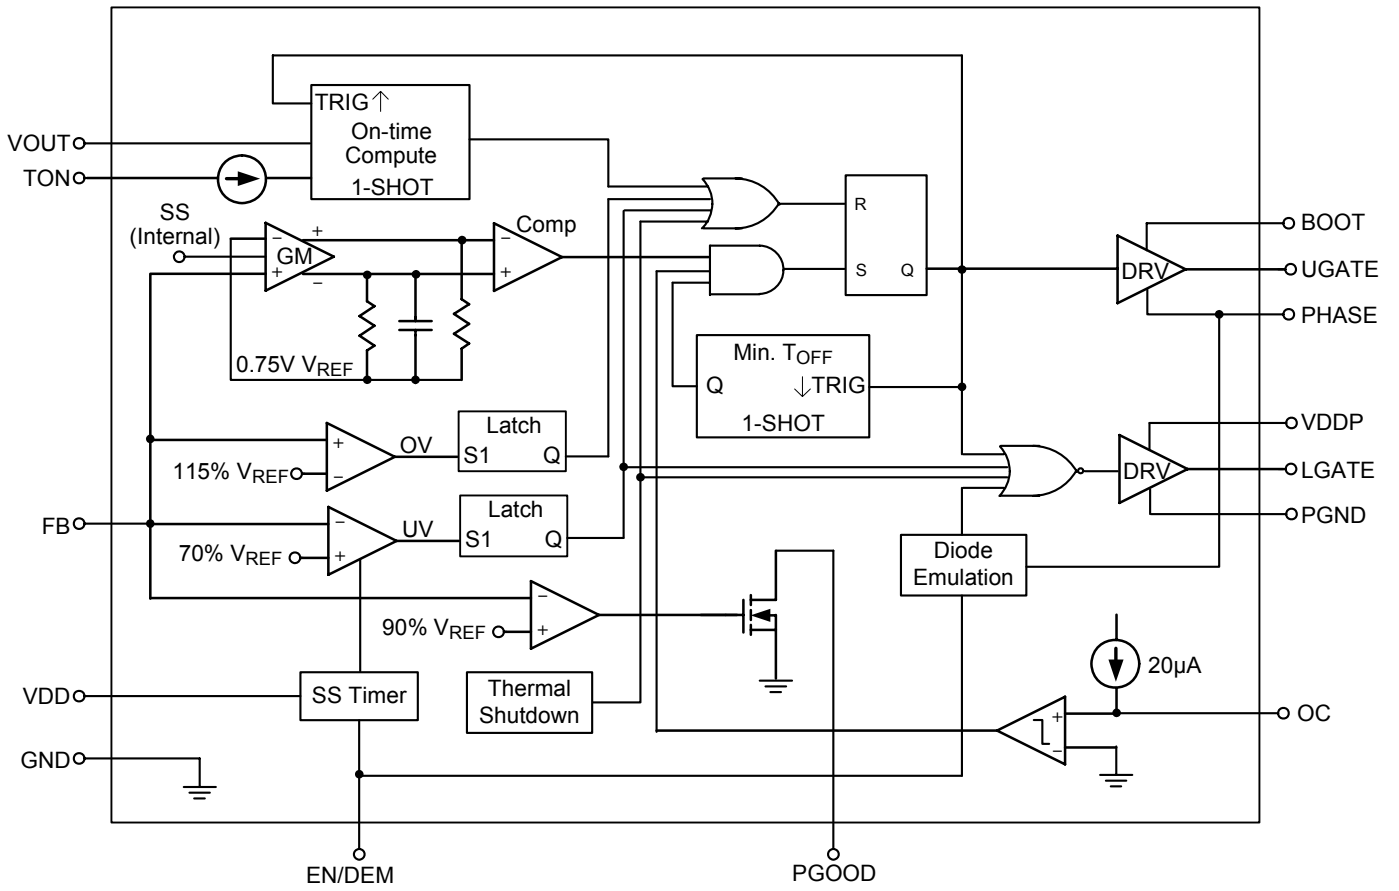 TRIG↑
On-time
Compute
1-SHOT
VOUT
TON
SS
(Internal)
− + −
+ GM −
Comp
−
+
R
S Q
BOOT
DRV
UGATE
PHASE
0.75V VREF
Min. TOFF
Q ↓TRIG
1-SHOT
+
−
OV
115% VREF
Latch
S1 Q
VDDP
DRV
LGATE
PGND
FB
−
+
UV
70% VREF
Latch
S1 Q
Diode
Emulation
−
+
90% VREF
20µA
VDD
SS Timer
Thermal
Shutdown
+
−
OC
GND
EN/DEM
PGOOD